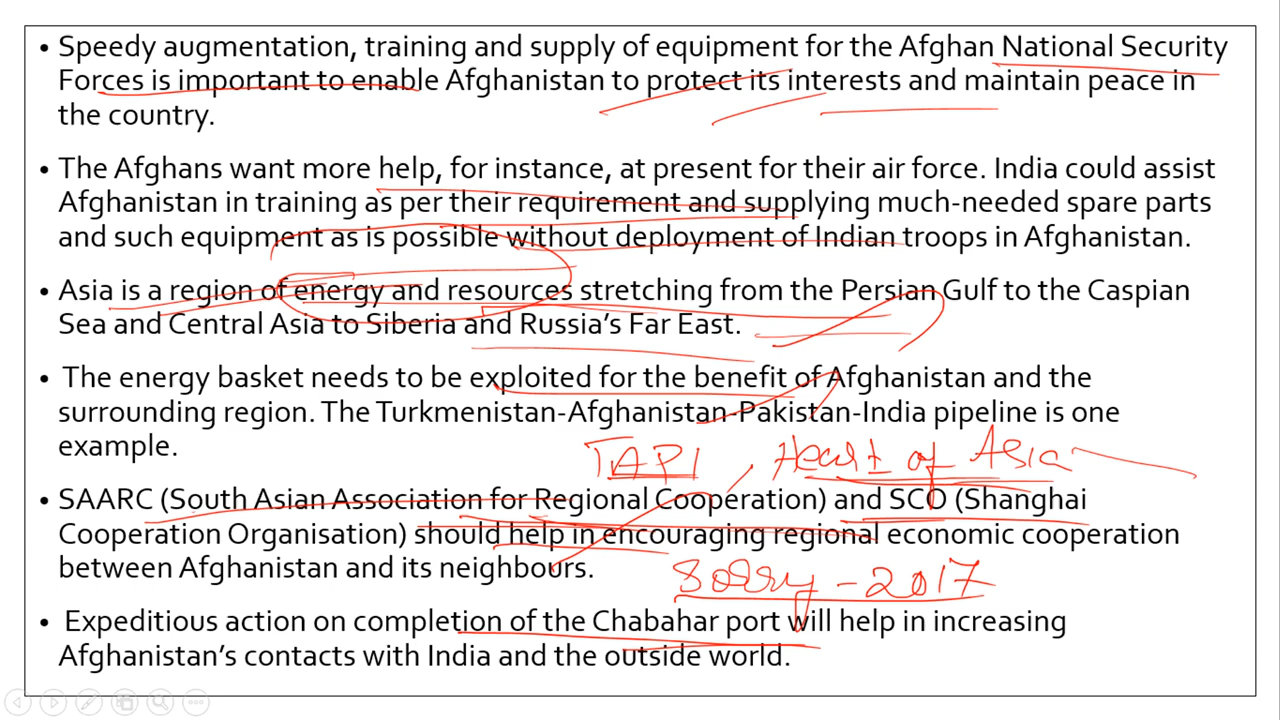 • Speedy augmentation, training and supply of equipment for the Afghan National Security
Forces is important to enable Afghanistan to protect its interests and maintain peace in
the country.
• The Afghans want more help, for instance, at present for their air force. India could assist
Afghanistan in training as per their requirement and supplying much-needed spare parts
and such equipment as is possible without deployment of Indian troops in Afghanistan.
• Asia is a region of energy and resources stretching from the Persian Gulf to the Caspian
Sea and Central Asia to Siberia and Russia's Far East.
• The energy basket needs to be exploited for the benefit of Afghanistan and the
surrounding region. The Turkmenistan-Afghanistan-Pakistan-India pipeline is one
example.
TAPI, Heart of Asia
• SAARC (South Asian Association for Regional Cooperation) and SCO (Shanghai
Cooperation Organisation) should help in encouraging regional economic cooperation
between Afghanistan and its neighbours.
Sorry - 2017
• Expeditious action on completion of the Chabahar port will help in increasing
Afghanistan's contacts with India and the outside world.